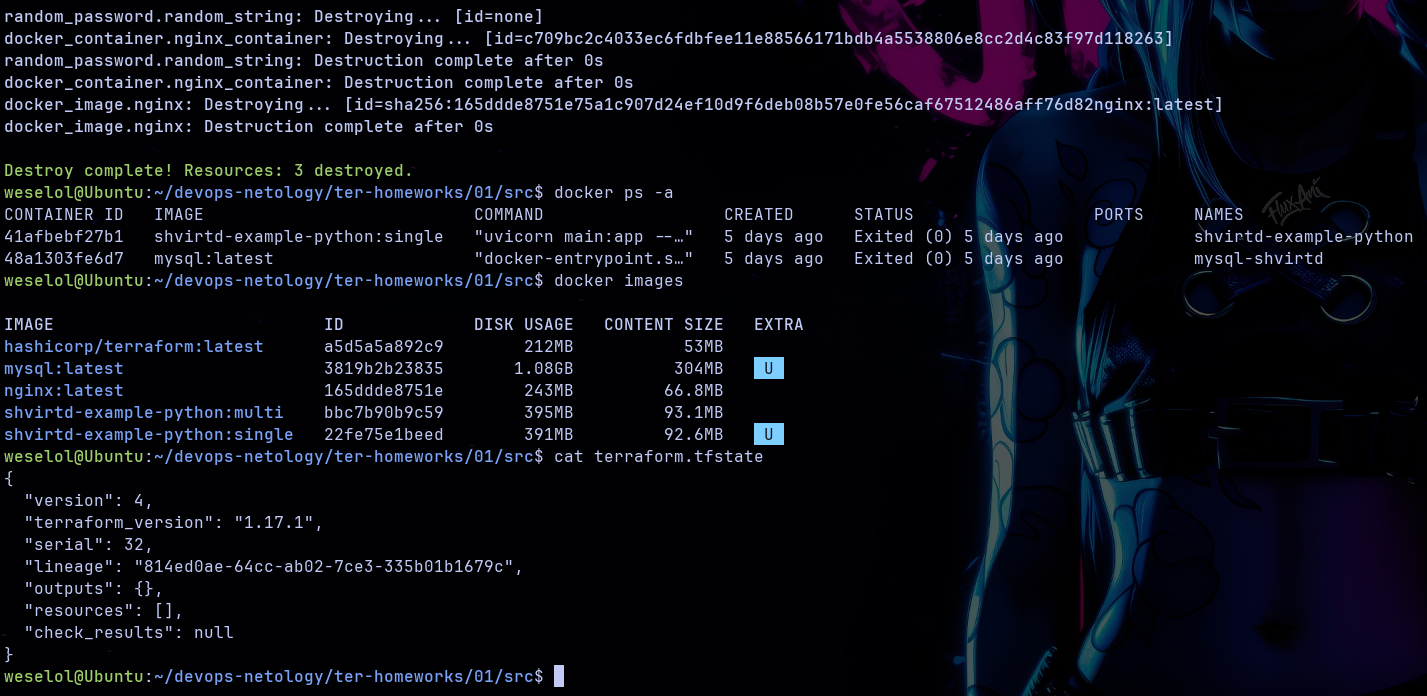 random_password.random_string: Destroying... [id=none]
docker_container.nginx_container: Destroying... [id=c709bc2c4033ec6fdbfee11e88566171bdb4a5538806e8cc2d4c83f97d118263]
random_password.random_string: Destruction complete after 0s
docker_container.nginx_container: Destruction complete after 0s
docker_image.nginx: Destroying... [id=sha256:165ddde8751e75a1c907d24ef10d9f6deb08b57e0fe56caf67512486aff76d82nginx:latest]
docker_image.nginx: Destruction complete after 0s
Destroy complete! Resources: 3 destroyed.
weselol@Ubuntu:~/devops-netology/ter-homeworks/01/src$ docker ps -a
CONTAINER ID   IMAGE                           COMMAND                  CREATED      STATUS                  PORTS     NAMES
41afbebf27b1   shvirtd-example-python:single   "uvicorn main:app --…"   5 days ago   Exited (0) 5 days ago             shvirtd-example-python
48a1303fe6d7   mysql:latest                    "docker-entrypoint.s…"   5 days ago   Exited (0) 5 days ago             mysql-shvirtd
weselol@Ubuntu:~/devops-netology/ter-homeworks/01/src$ docker images
IMAGE                           ID             DISK USAGE   CONTENT SIZE   EXTRA
hashicorp/terraform:latest      a5d5a5a892c9        212MB           53MB
mysql:latest                    3819b2b23835       1.08GB          304MB    U
nginx:latest                    165ddde8751e        243MB         66.8MB
shvirtd-example-python:multi    bbc7b90b9c59        395MB         93.1MB
shvirtd-example-python:single   22fe75e1beed        391MB         92.6MB    U
weselol@Ubuntu:~/devops-netology/ter-homeworks/01/src$ cat terraform.tfstate
{
  "version": 4,
  "terraform_version": "1.17.1",
  "serial": 32,
  "lineage": "814ed0ae-64cc-ab02-7ce3-335b01b1679c",
  "outputs": {},
  "resources": [],
  "check_results": null
}
weselol@Ubuntu:~/devops-netology/ter-homeworks/01/src$